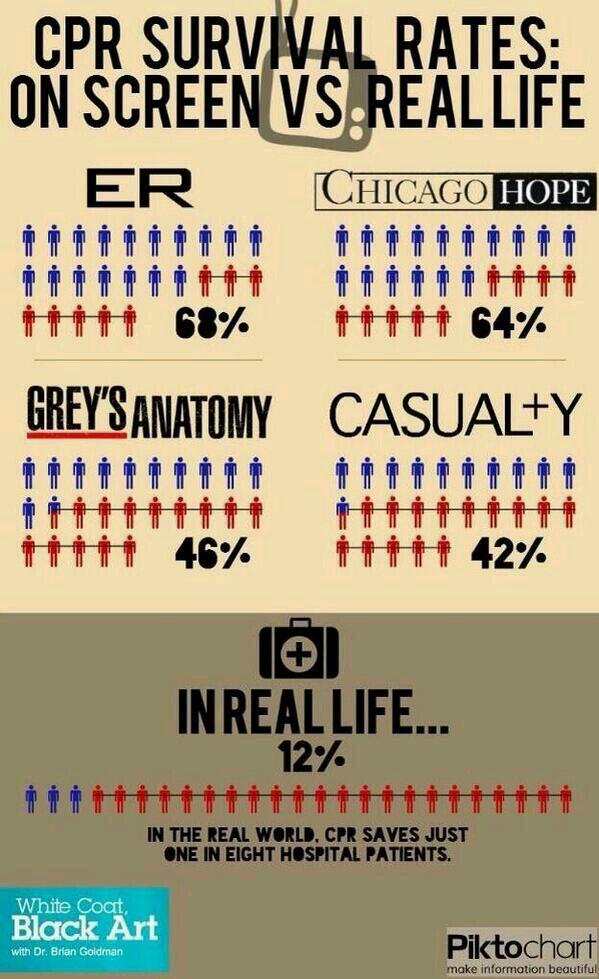 CPR SURVIVAL RATES:
ON SCREEN VS REAL LIFE
ER
68%
CHICAGO HOPE
64%
GREY'S ANATOMY
46%
CASUAL+Y
42%
IN REAL LIFE...
12%
IN THE REAL WORLD, CPR SAVES JUST
ONE IN EIGHT HOSPITAL PATIENTS.
White Coat,
Black Art
with Dr. Brian Goldman
Piktochart
make information beautiful